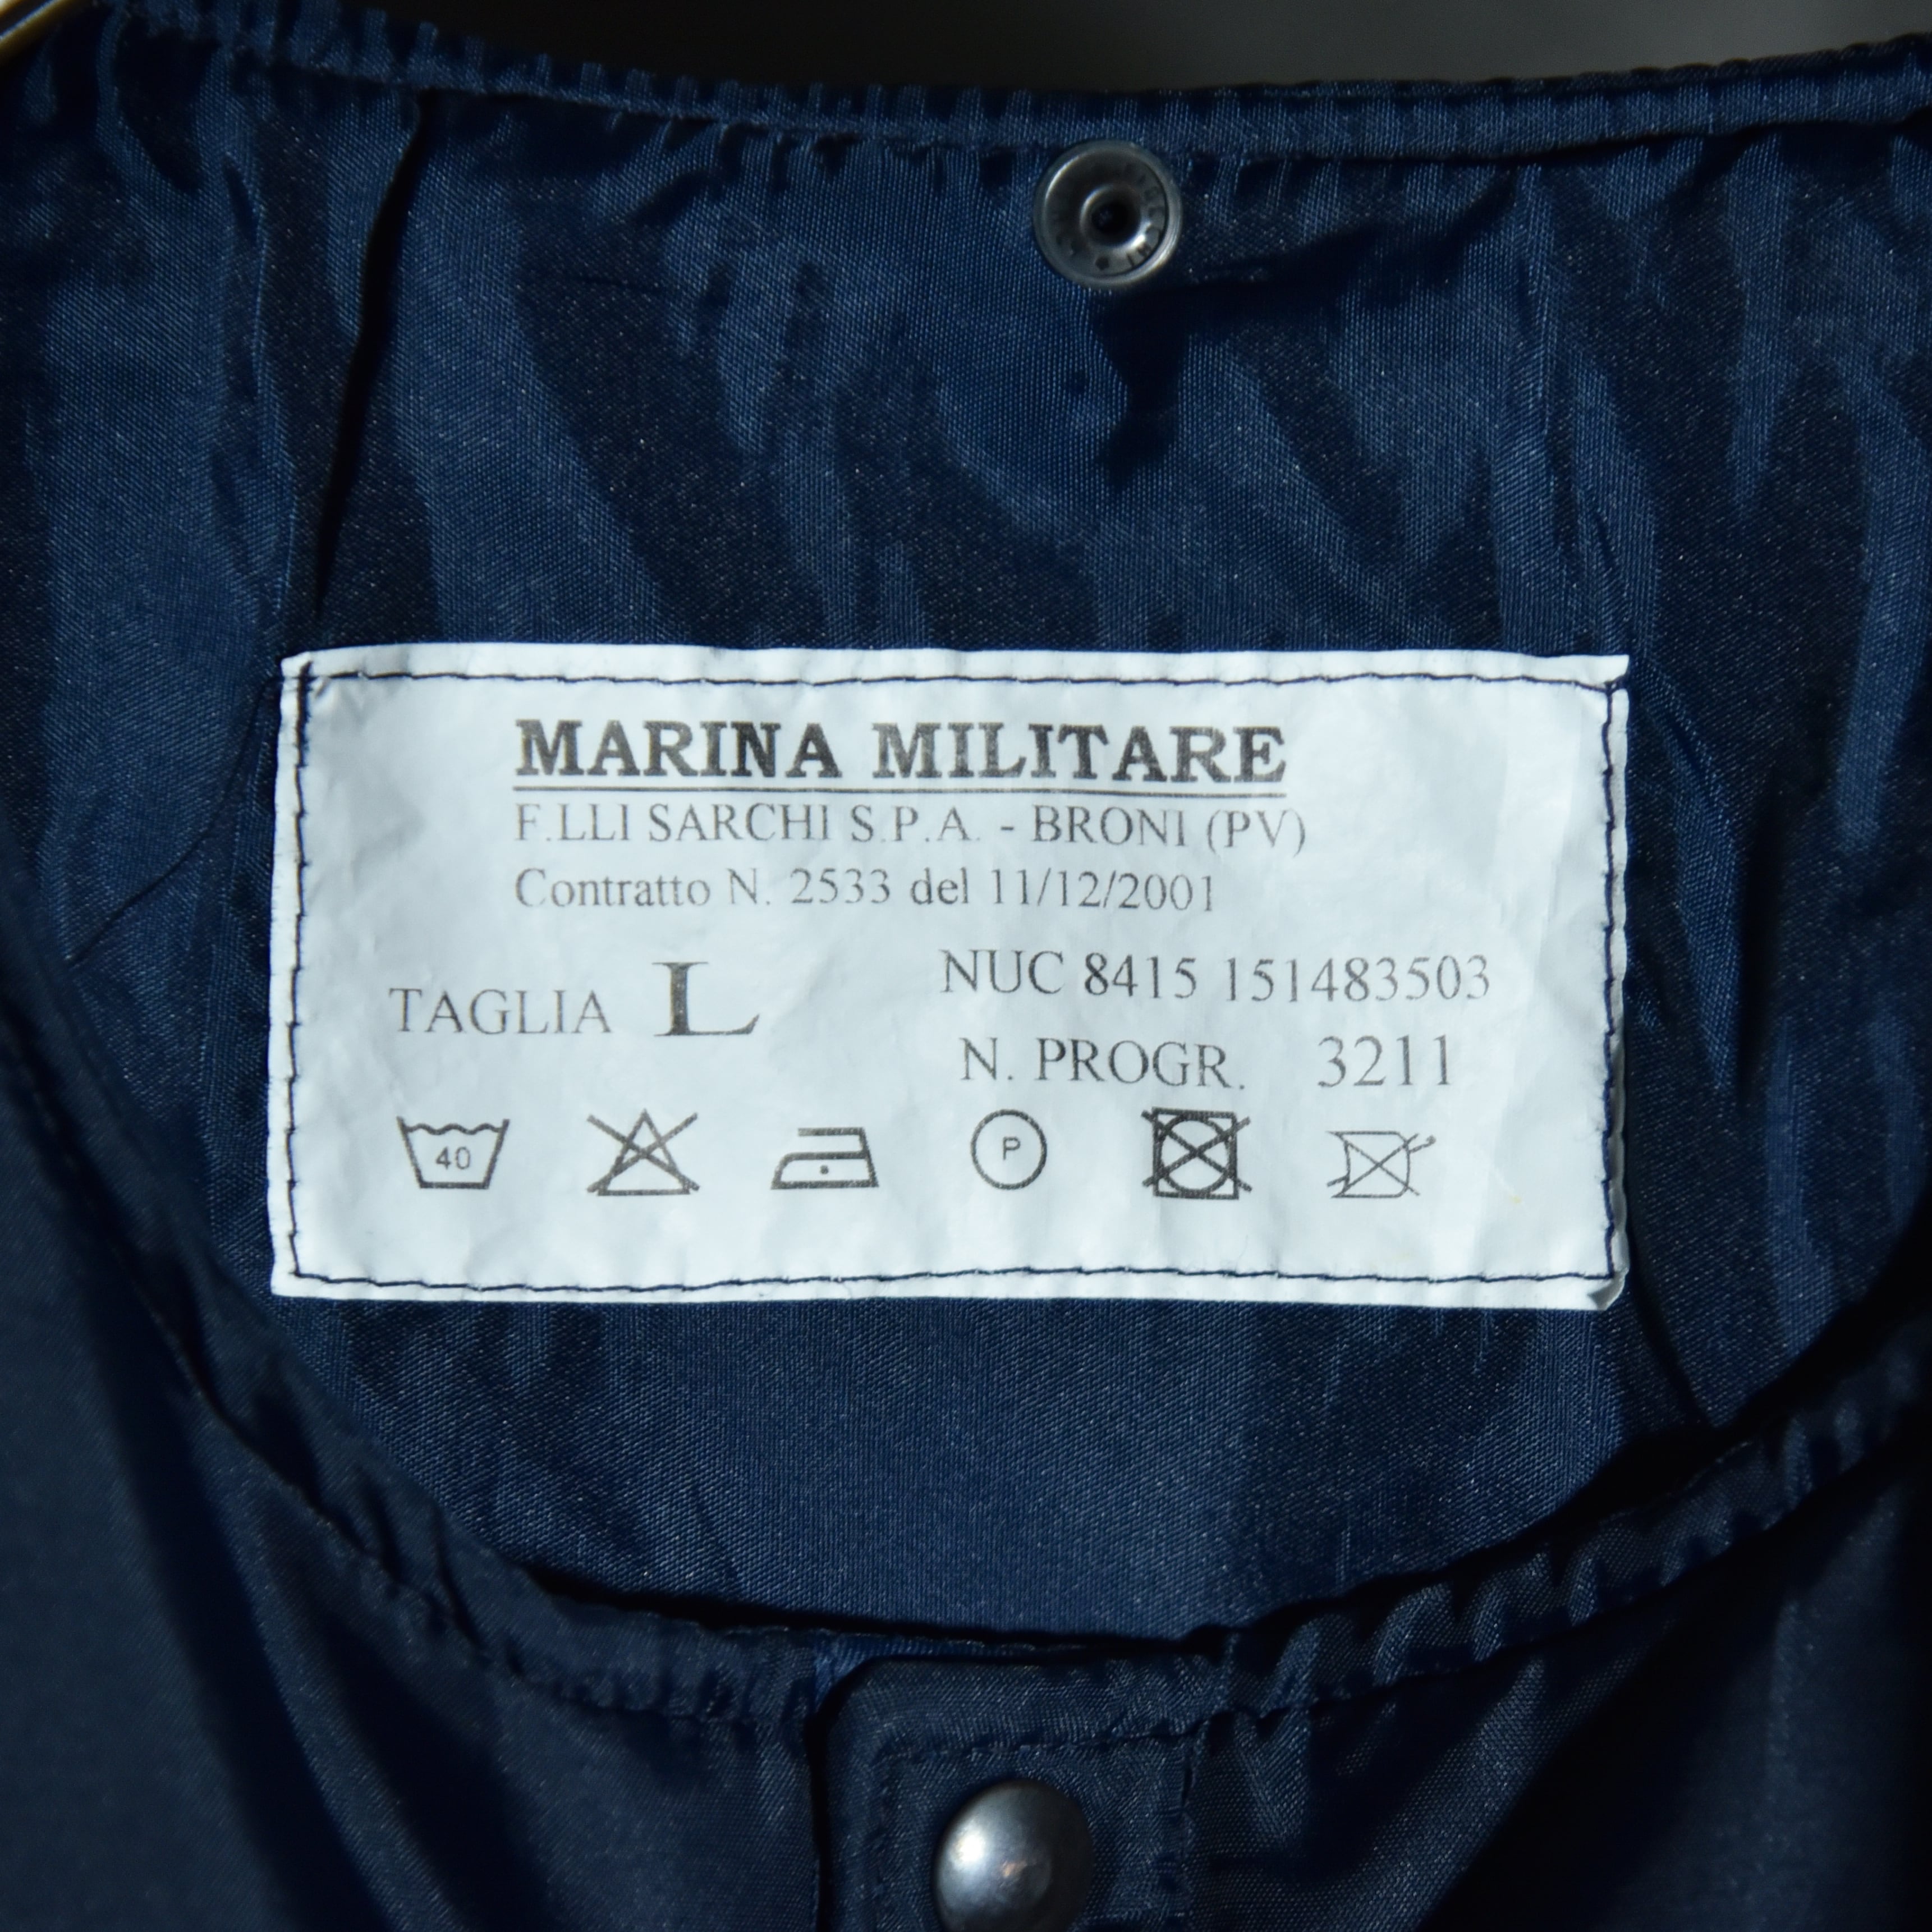 MARINA MILITARE
F.LLI SARCHI S.P.A. - BRONI (PV)
Contratto N. 2533 del 11/12/2001
TAGLIA L
NUC 8415 151483503
N. PROGR. 3211
40
P